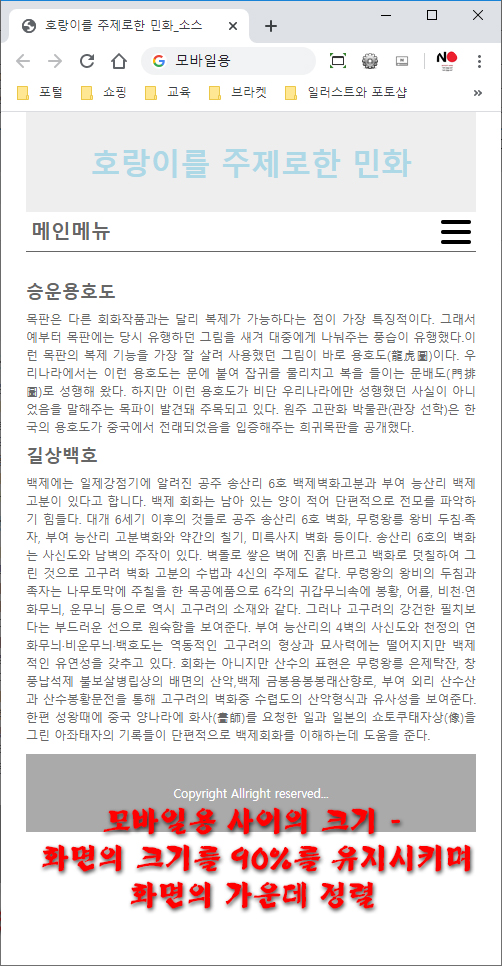 호랑이를 주제로한 민화_소스
모바일용
포털 쇼핑 교육 브라켓 일러스트와 포토샵
호랑이를 주제로한 민화
메인메뉴
승운용호도
목판은 다른 회화작품과는 달리 복제가 가능하다는 점이 가장 특징적이다. 그래서
예부터 목판에는 당시 유행하던 그림을 새겨 대중에게 나눠주는 풍습이 유행했다.이
런 목판의 복제 기능을 가장 잘 살려 사용했던 그림이 바로 용호도(龍虎圖)이다. 우
리나라에서는 이런 용호도는 문에 붙여 잡귀를 물리치고 복을 들이는 문배도(門排
圖)로 성행해 왔다. 하지만 이런 용호도가 비단 우리나라에만 성행했던 사실이 아니
었음을 말해주는 목파이 발견돼 주목되고 있다. 원주 고판화 박물관(관장 선학)은 한
국의 용호도가 중국에서 전래되었음을 입증해주는 희귀목판을 공개했다.
길상백호
백제에는 일제강점기에 알려진 공주 송산리 6호 백제벽화고분과 부여 능산리 백제
고분이 있다고 합니다. 백제 회화는 남아 있는 양이 적어 단편적으로 전모를 파악하
기 힘들다. 대개 6세기 이후의 것들로 공주 송산리 6호 벽화, 무령왕릉 왕비 두침·족
자, 부여 능산리 고분벽화와 약간의 칠기, 미륵사지 벽화 등이다. 송산리 6호의 벽화
는 사신도와 남벽의 주작이 있다. 벽돌로 쌓은 벽에 진흙 바르고 백화로 덧칠하여 그
린 것으로 고구려 벽화 고분의 수법과 4신의 주제도 같다. 무령왕의 왕비의 두침과
족자는 나무토막에 주칠을 한 목공예품으로 6각의 귀갑무늬속에 봉황, 어룡, 비천·연
화무늬, 운무늬 등으로 역시 고구려의 소재와 같다. 그러나 고구려의 강건한 필치보
다는 부드러운 선으로 원숙함을 보여준다. 부여 능산리의 4벽의 사신도와 천정의 연
화무늬·비운무늬·백호도는 역동적인 고구려의 형상과 묘사력에는 떨어지지만 백제
적인 유연성을 갖추고 있다. 회화는 아니지만 산수의 표현은 무령왕릉 은제탁잔, 창
풍납석제 불보살병립상의 배면의 산악,백제 금봉용봉봉래산향로, 부여 외리 산수산
과 산수봉황문전을 통해 고구려의 벽화중 수렵도의 산악형식과 유사성을 보여준다.
한편 성왕때에 중국 양나라에 화사(畫師)를 요청한 일과 일본의 쇼토쿠태자상(像)을
그린 아좌태자의 기록들이 단편적으로 백제회화를 이해하는데 도움을 준다.
Copyright Allright reserved...
모바일용 사이의 크기 -
화면의 크기를 90%를 유지시키며
화면의 가운데 정렬